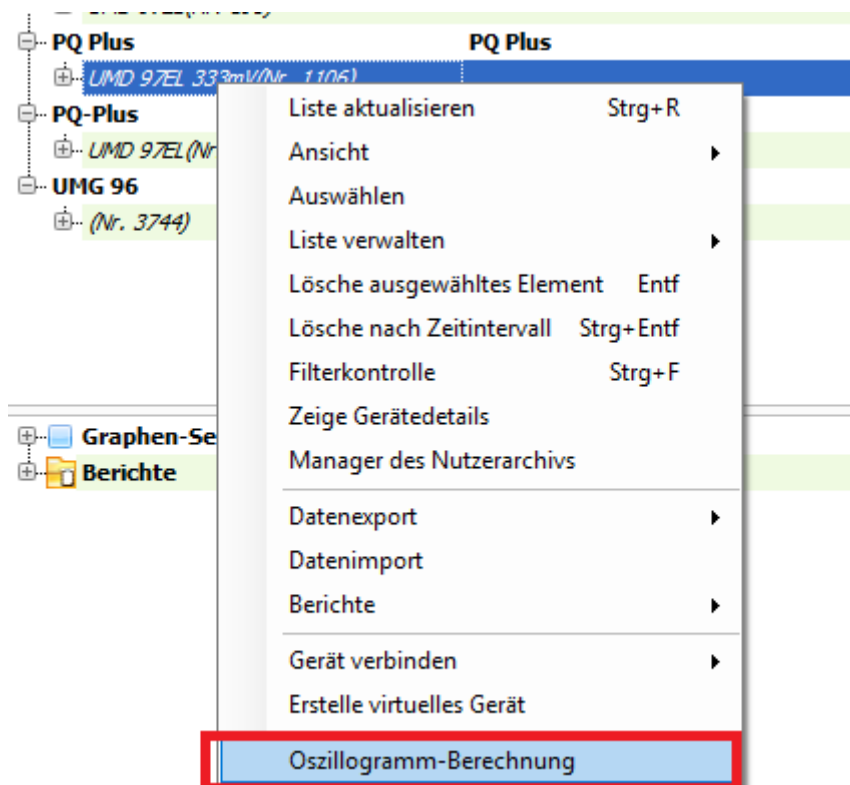 PQ Plus PQ Plus
UMD 97EL 333mV(Nr. 1106)
PQ-Plus
UMD 97EL(Nr
UMG 96
(Nr. 3744)
Graphen-Se
Berichte
Liste aktualisieren Strg+R
Ansicht
Auswählen
Liste verwalten
Lösche ausgewähltes Element Entf
Lösche nach Zeitintervall Strg+Entf
Filterkontrolle Strg+F
Zeige Gerätedetails
Manager des Nutzerarchivs
Datenexport
Datenimport
Berichte
Gerät verbinden
Erstelle virtuelles Gerät
Oszillogramm-Berechnung